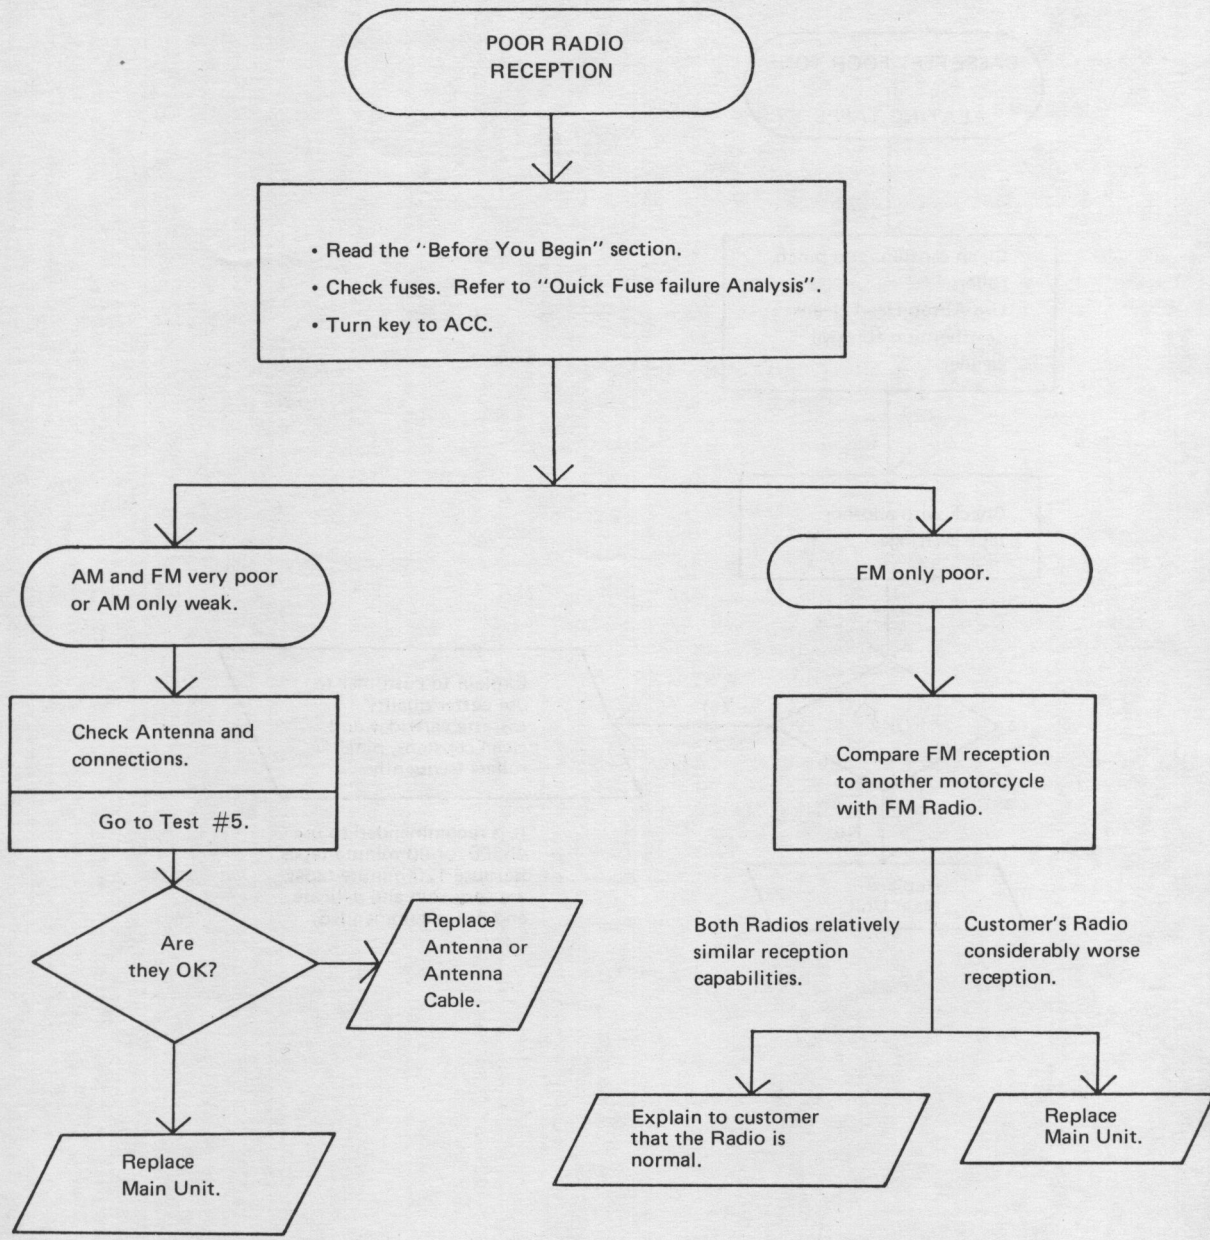 POOR RADIO
RECEPTION
• Read the "Before You Begin" section.
• Check fuses. Refer to "Quick Fuse failure Analysis".
• Turn key to ACC.
AM and FM very poor
or AM only weak.
FM only poor.
Check Antenna and
connections.
Go to Test #5.
Compare FM reception
to another motorcycle
with FM Radio.
Are
they OK?
Replace
Antenna or
Antenna
Cable.
Both Radios relatively
similar reception
capabilities.
Customer's Radio
considerably worse
reception.
Replace
Main Unit.
Explain to customer
that the Radio is
normal.
Replace
Main Unit.